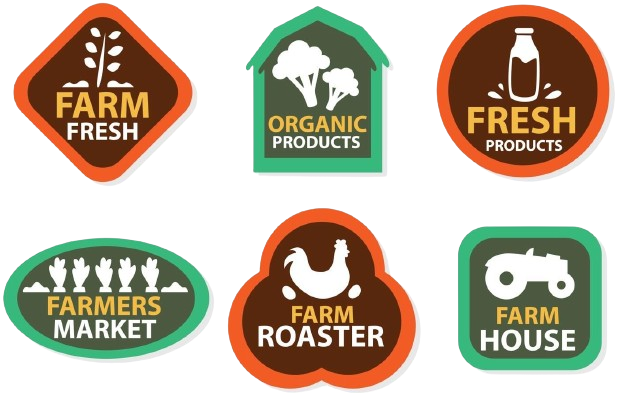 FARM
FRESH
ORGANIC
PRODUCTS
FRESH
PRODUCTS
FARMERS
MARKET
FARM
ROASTER
FARM
HOUSE